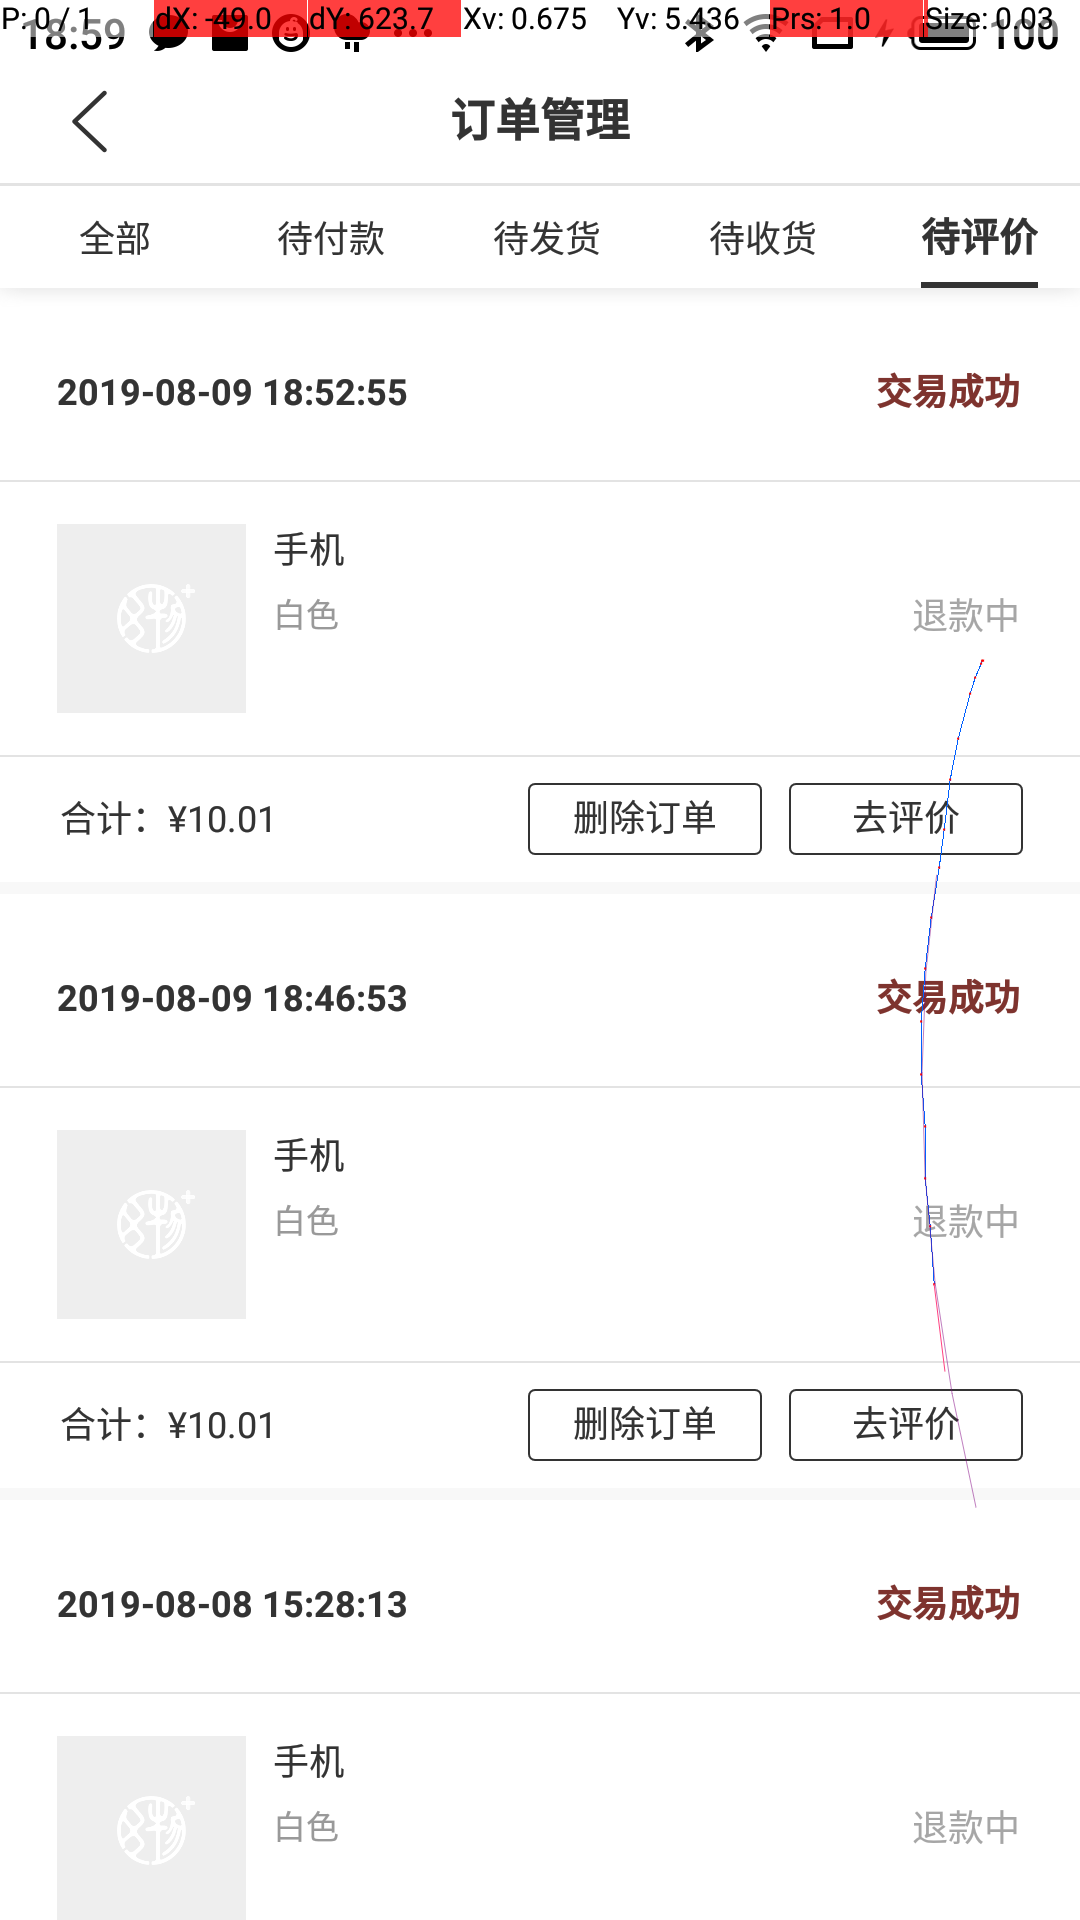 P: 0 / 1 dX: -49.0 dY: 623.7 Xv: 0.675 Yv: 5.436 Prs: 1.0 Size: 0.03
18:59 100
订单管理
全部 待付款 待发货 待收货 待评价
2019-08-09 18:52:55 交易成功
手机
白色 退款中
合计：¥10.01 删除订单 去评价
2019-08-09 18:46:53 交易成功
手机
白色 退款中
合计：¥10.01 删除订单 去评价
2019-08-08 15:28:13 交易成功
手机
白色 退款中